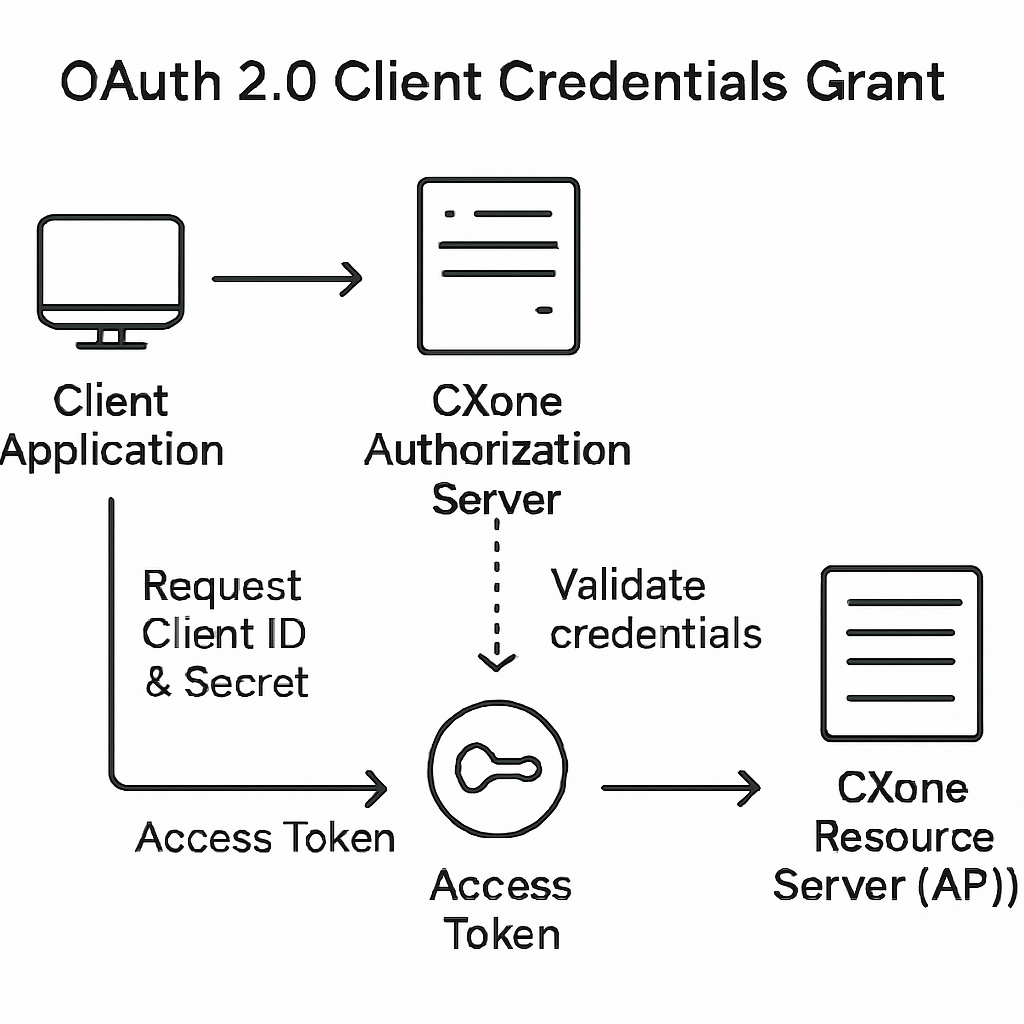 OAuth 2.0 Client Credentials Grant
Client
Application
CXone
Authorization
Server
Request
Client ID
& Secret
Validate
credentials
Access Token
Access
Token
CXone
Resource
Server (AP))